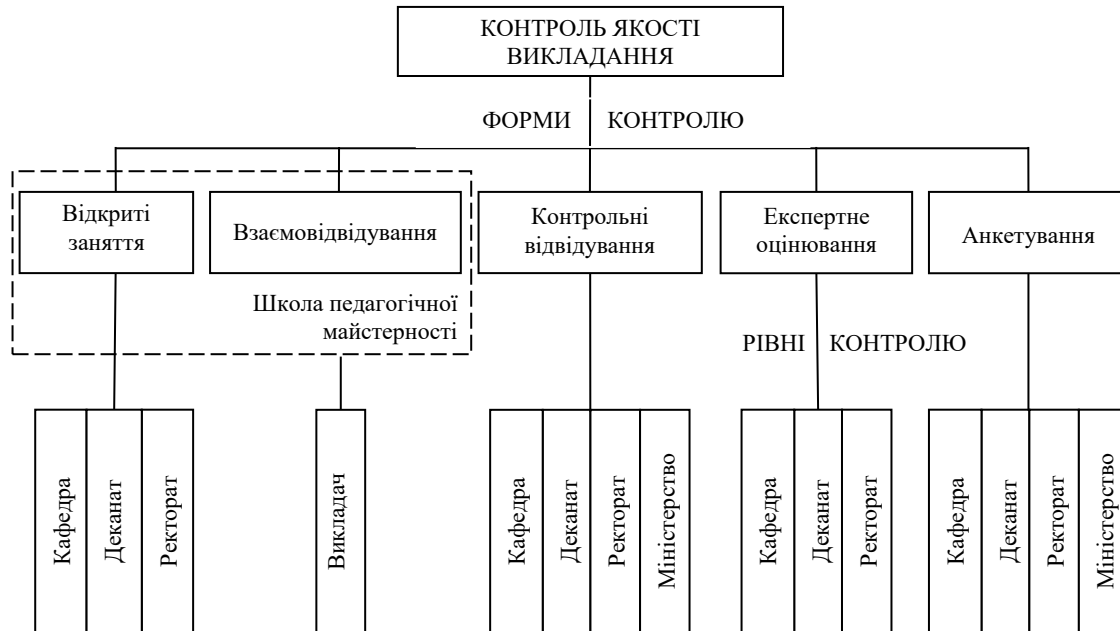 КОНТРОЛЬ ЯКОСТІ
ВИКЛАДАННЯ
ФОРМИ КОНТРОЛЮ
Відкриті
заняття
Взаємовідвідування
Контрольні
відвідування
Експертне
оцінювання
Анкетування
Школа педагогічної
майстерності
РІВНІ КОНТРОЛЮ
Кафедра
Деканат
Ректорат
Викладач
Кафедра
Деканат
Ректорат
Міністерство
Кафедра
Деканат
Ректорат
Кафедра
Деканат
Ректорат
Міністерство